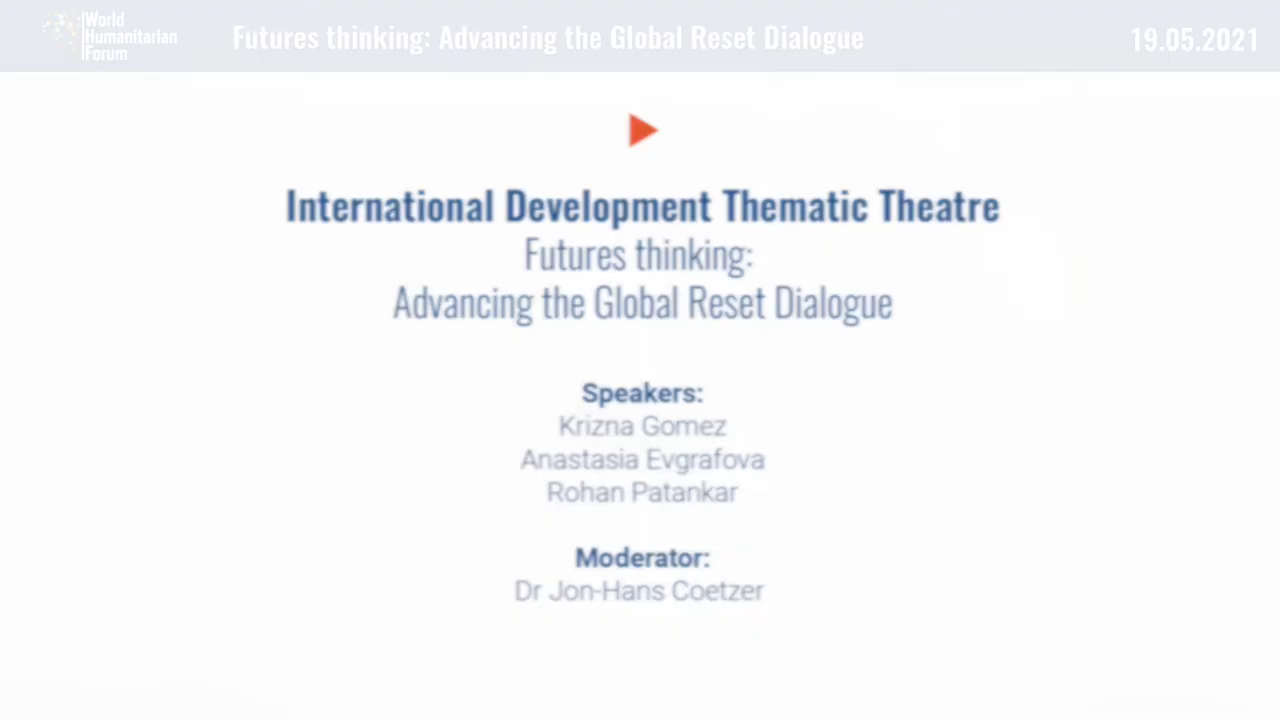 World
Humanitarian
Forum
Futures thinking: Advancing the Global Reset Dialogue
19.05.2021
International Development Thematic Theatre
Futures thinking:
Advancing the Global Reset Dialogue
Speakers:
Krizna Gomez
Anastasia Evgrafova
Rohan Patankar
Moderator:
Dr Jon-Hans Coetzer